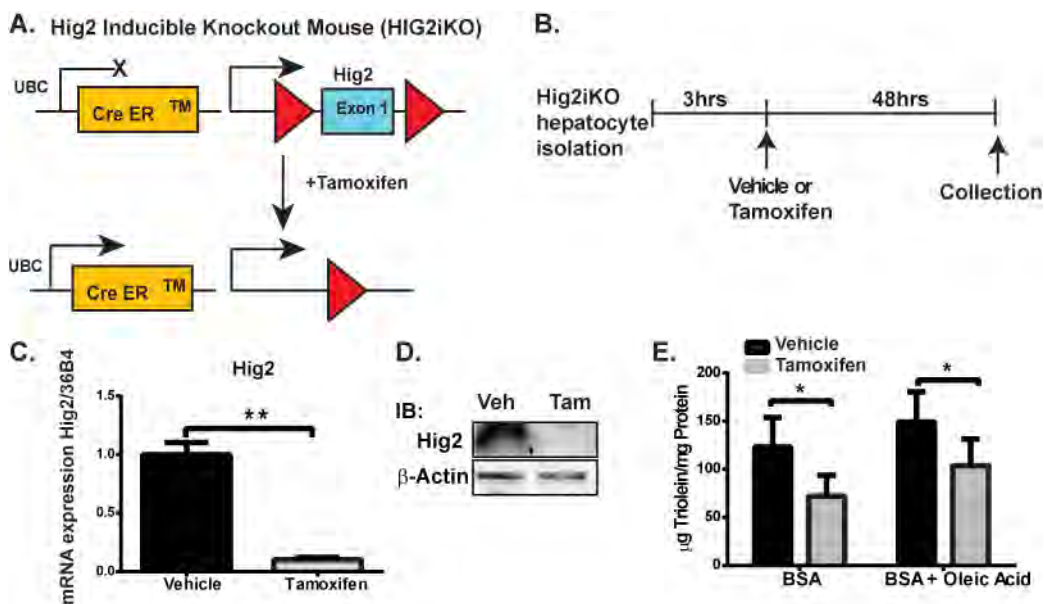 A. Hig2 Inducible Knockout Mouse (HIG2iKO)
UBC
X
Cre ER TM
Hig2
Exon 1
+Tamoxifen
UBC
Cre ER TM
B.
Hig2iKO
hepatocyte
isolation
3hrs
48hrs
Vehicle or
Tamoxifen
Collection
C.
Hig2
mRNA expression Hig2/36B4
1.5
1.0
0.5
0.0
**
Vehicle
Tamoxifen
D.
IB:
Veh Tam
Hig2
β-Actin
E.
Vehicle
Tamoxifen
µg Triolein/mg Protein
200
150
100
50
0
*
*
BSA
BSA + Oleic Acid